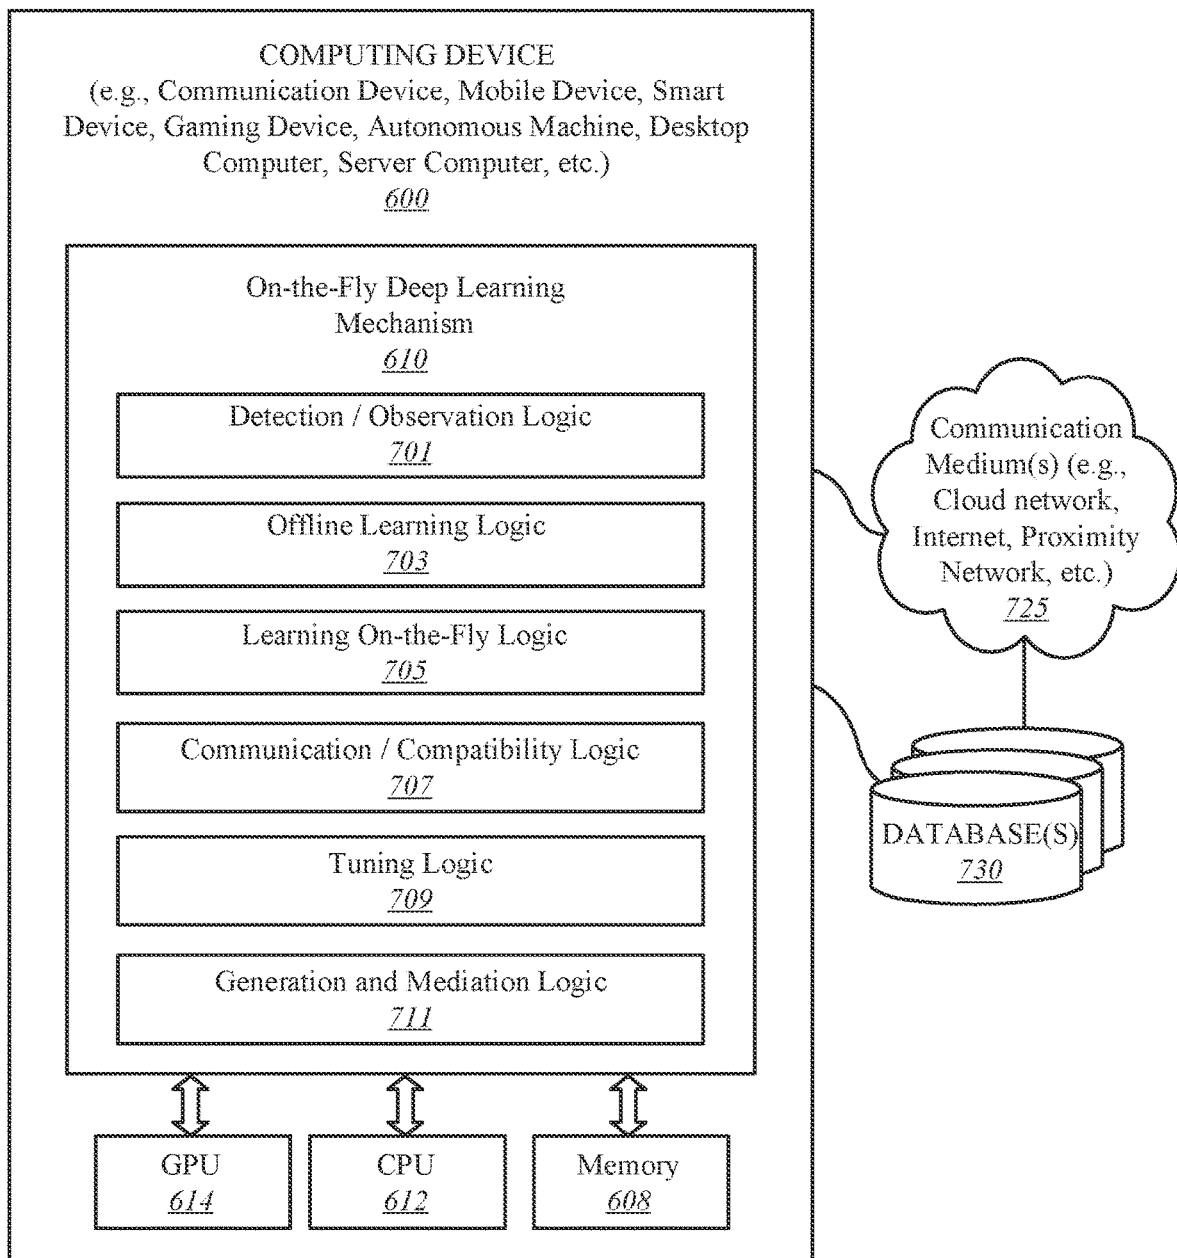 COMPUTING DEVICE
(e.g., Communication Device, Mobile Device, Smart
Device, Gaming Device, Autonomous Machine, Desktop
Computer, Server Computer, etc.)
600
On-the-Fly Deep Learning
Mechanism
610
Detection / Observation Logic
701
Offline Learning Logic
703
Learning On-the-Fly Logic
705
Communication / Compatibility Logic
707
Tuning Logic
709
Generation and Mediation Logic
711
GPU
614
CPU
612
Memory
608
Communication
Medium(s) (e.g.,
Cloud network,
Internet, Proximity
Network, etc.)
725
DATABASE(S)
730